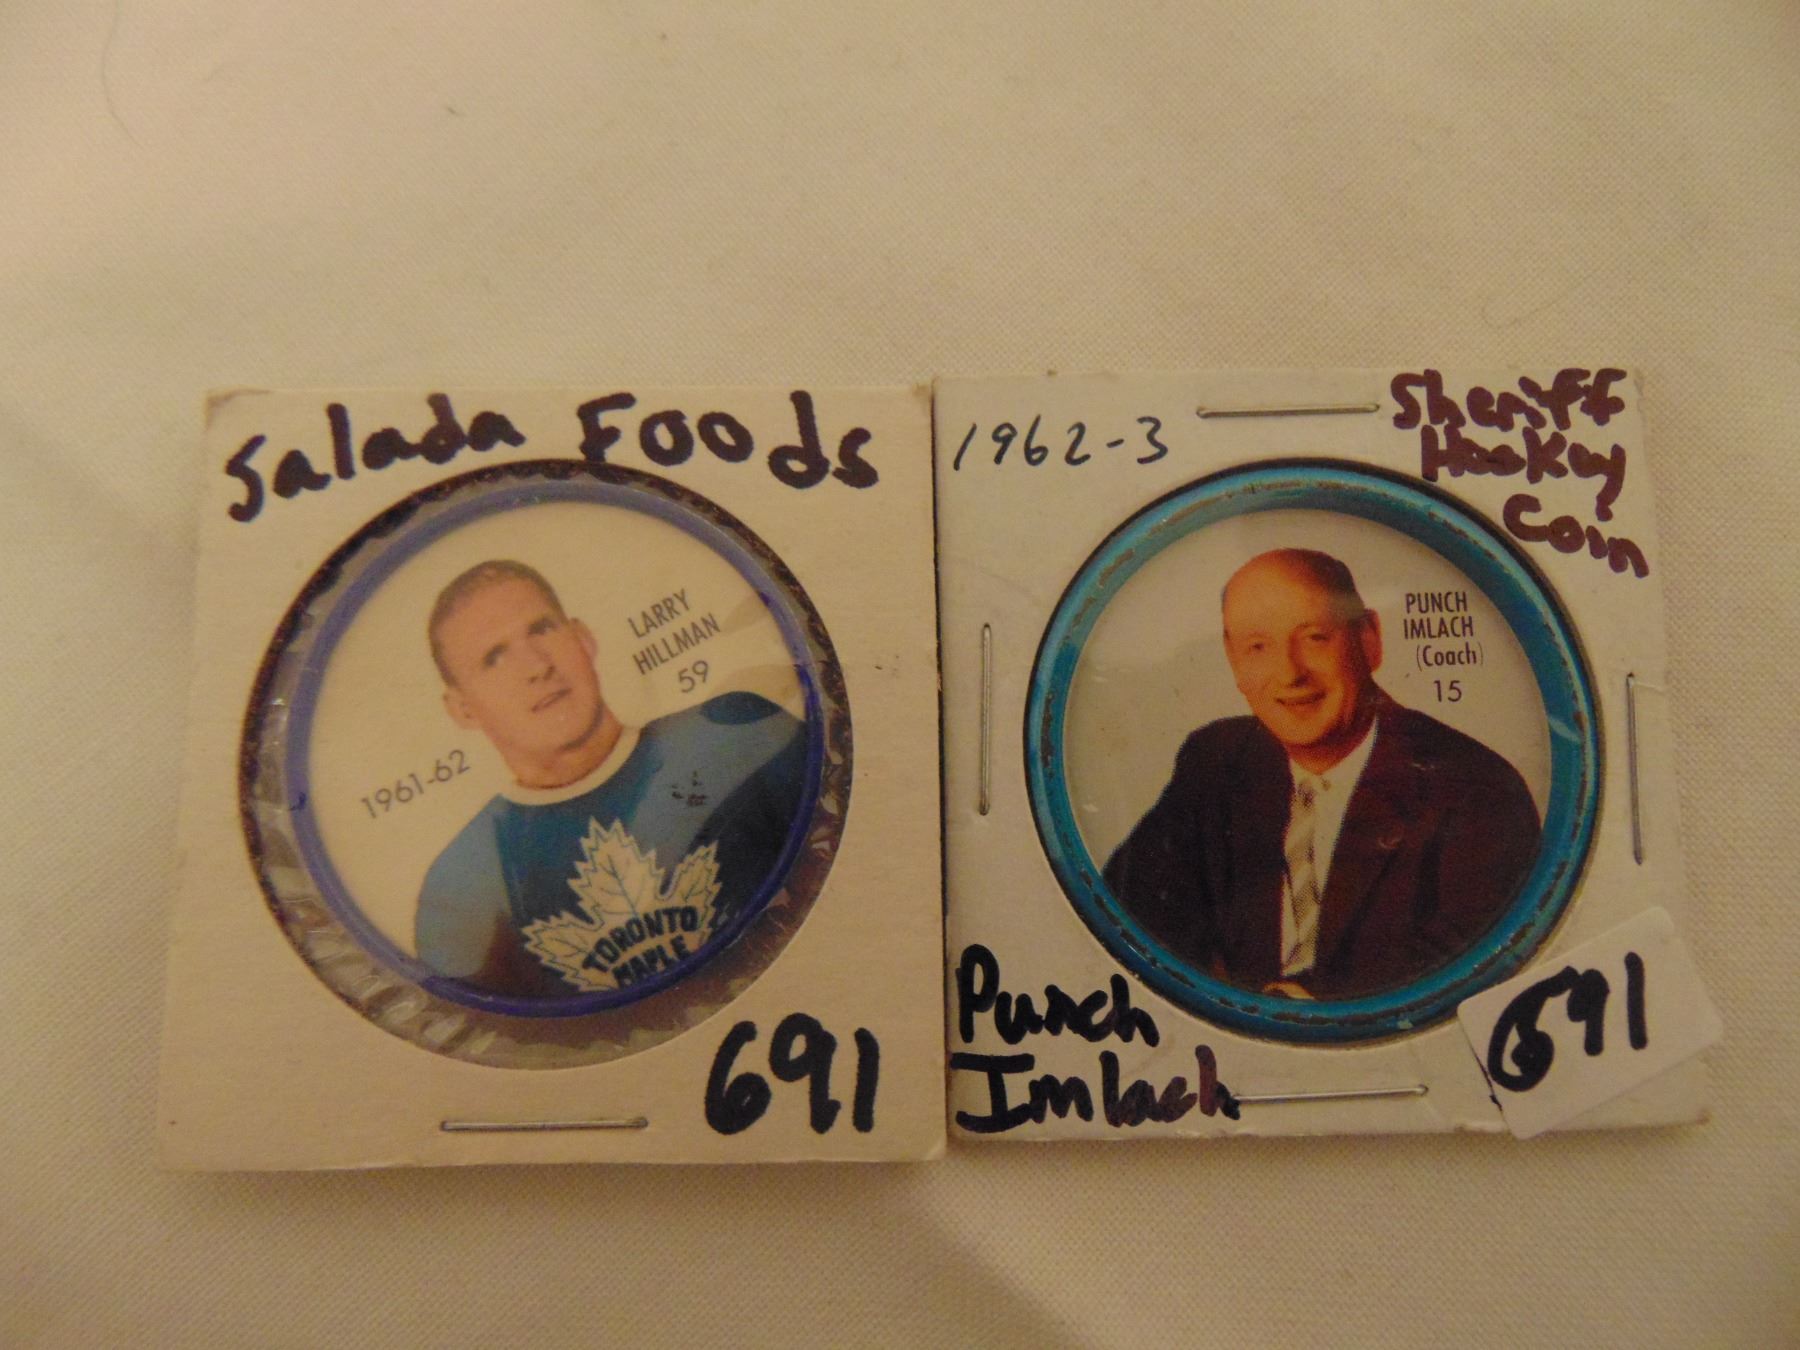 Salada Foods
LARRY
HILLMAN
59
1961-62
TORONTO
MAPLE
691
1962-3
Sheriff
Hockey
Coin
PUNCH
IMLACH
(Coach)
15
Punch
Imlach
691